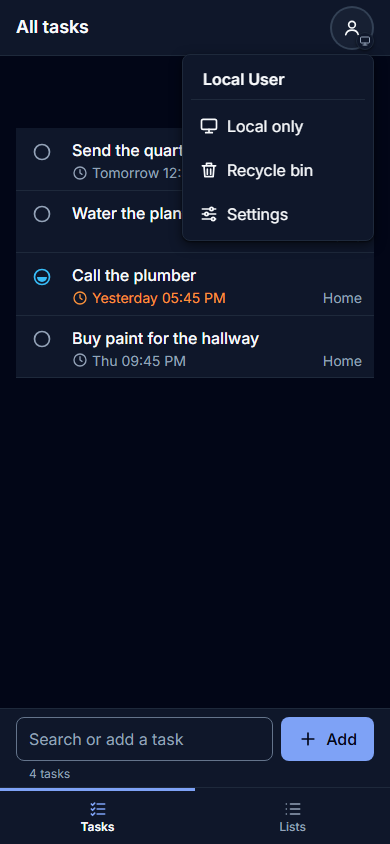 All tasks
Local User
Local only
Recycle bin
Settings
Send the
Tomorrow 12:
Water the
Call the plumber
Yesterday 05:45 PM
Home
Buy paint for the hallway
Thu 09:45 PM
Home
Search or add a task
Add
4 tasks
Tasks
Lists